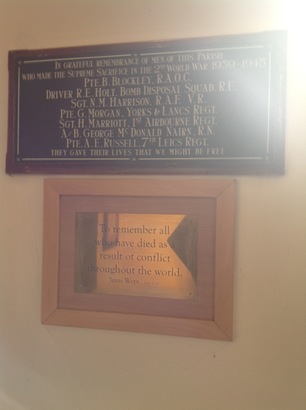 IN GRATEFUL REMEMBRANCE OF MEN OF THIS PARISH
WHO MADE THE SUPREME SACRIFICE IN THE 2ND WORLD WAR 1939-1945
PTE. B. BLOCKLEY, R.A.O.C.
DRIVER R. E. HOLT, BOMB DISPOSAL SQUAD, R.E.
SGT. N. M. HARRISON, R.A.F. V.R.
PTE. G. MORGAN, YORKS & LANCS REGT.
SGT. H. MARRIOTT, 1ST AIRBOURNE REGT.
A/B. GEORGE MC DONALD NAIRN, R.N.
PTE. A. E. RUSSELL, 7TH LEICS REGT.
THEY GAVE THEIR LIVES THAT WE MIGHT BE FREE
To remember all
who have died as
result of conflict
throughout the world.